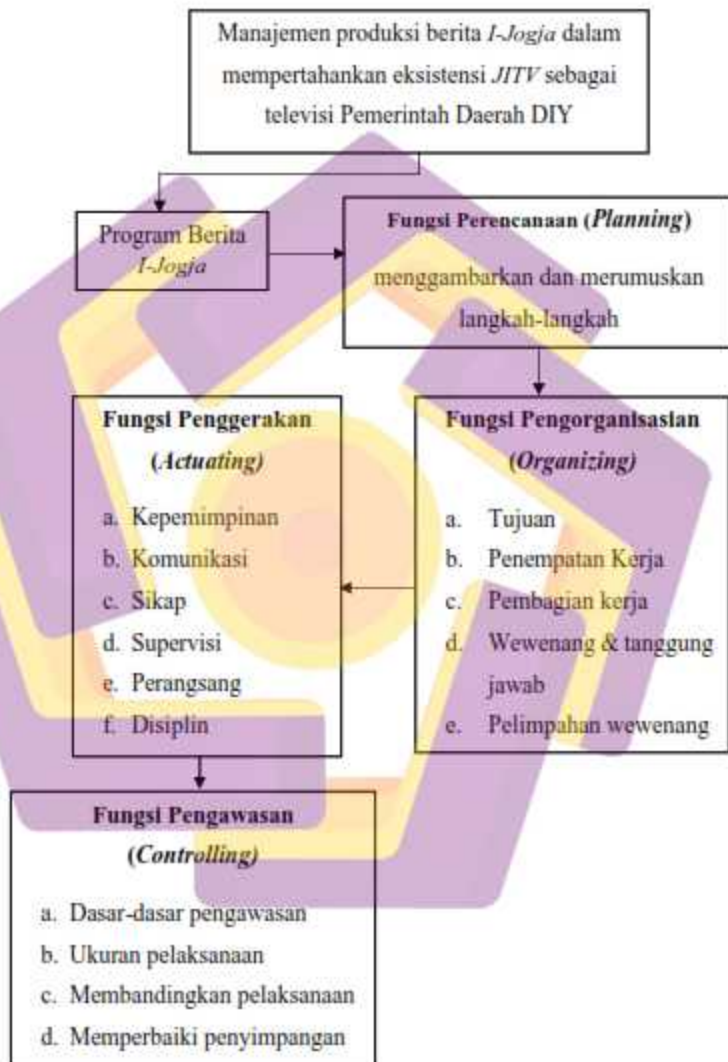 Manajemen produksi berita I-Jogja dalam
mempertahankan eksistensi JITV sebagai
televisi Pemerintah Daerah DIY
Program Berita
I-Jogja
Fungsi Perencanaan (Planning)
menggambarkan dan merumuskan
langkah-langkah
Fungsi Pengorganisasian
(Organizing)
a. Tujuan
b. Penempatan Kerja
c. Pembagian kerja
d. Wewenang & tanggung
jawab
e. Pelimpahan wewenang
Fungsi Penggerakan
(Actuating)
a. Kepemimpinan
b. Komunikasi
c. Sikap
d. Supervisi
e. Perangsang
f. Disiplin
Fungsi Pengawasan
(Controlling)
a. Dasar-dasar pengawasan
b. Ukuran pelaksanaan
c. Membandingkan pelaksanaan
d. Memperbaiki penyimpangan